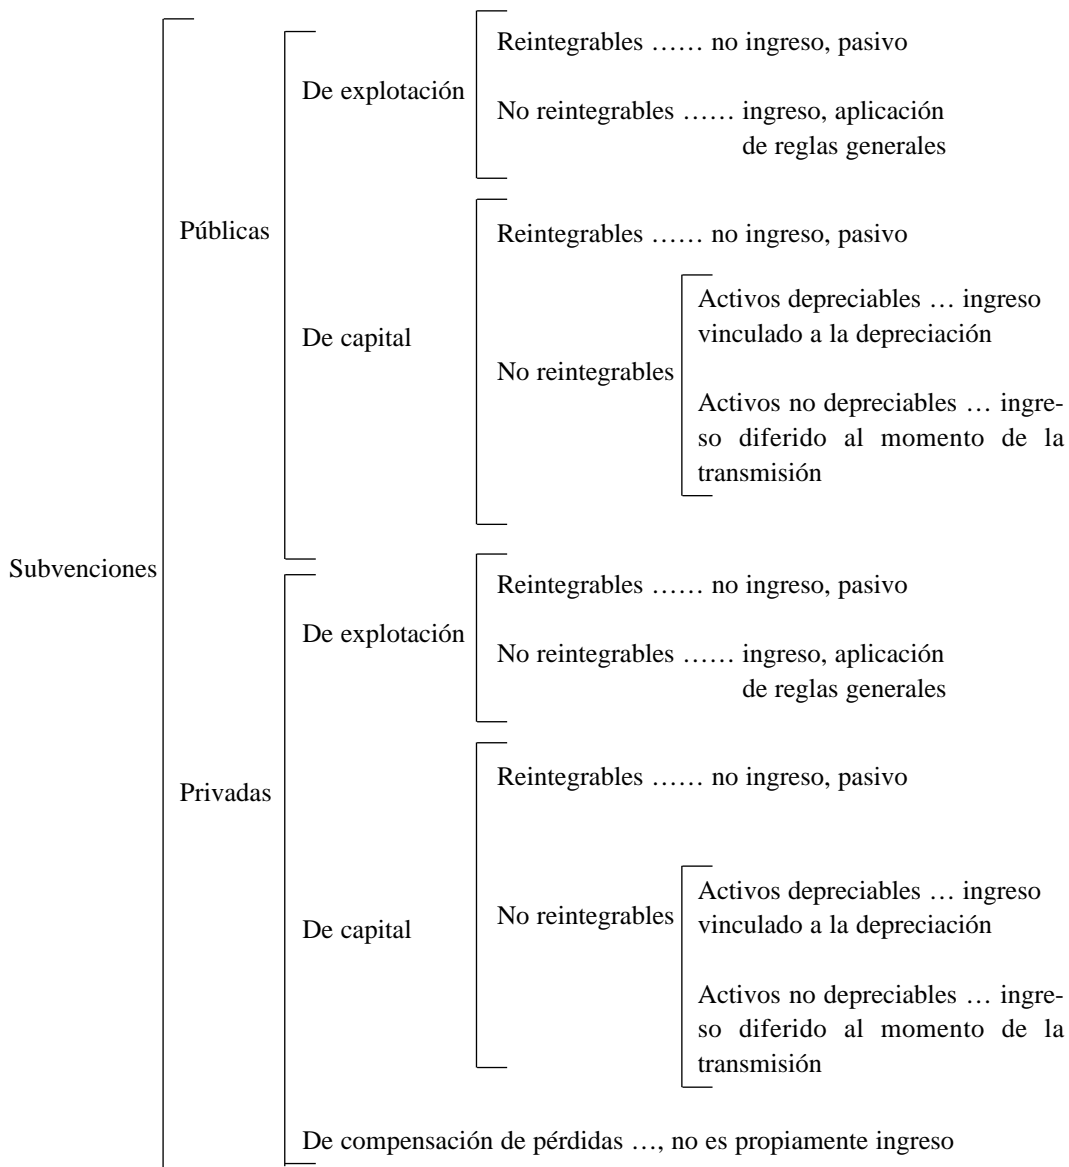 Reintegrables …… no ingreso, pasivo
De explotación
No reintegrables …… ingreso, aplicación
de reglas generales
Públicas
Reintegrables …… no ingreso, pasivo
Activos depreciables … ingreso
vinculado a la depreciación
De capital
No reintegrables
Activos no depreciables … ingre-
so diferido al momento de la
transmisión
Subvenciones
Reintegrables …… no ingreso, pasivo
De explotación
No reintegrables …… ingreso, aplicación
de reglas generales
Privadas
Reintegrables …… no ingreso, pasivo
Activos depreciables … ingreso
vinculado a la depreciación
No reintegrables
De capital
Activos no depreciables … ingre-
so diferido al momento de la
transmisión
De compensación de pérdidas …, no es propiamente ingreso